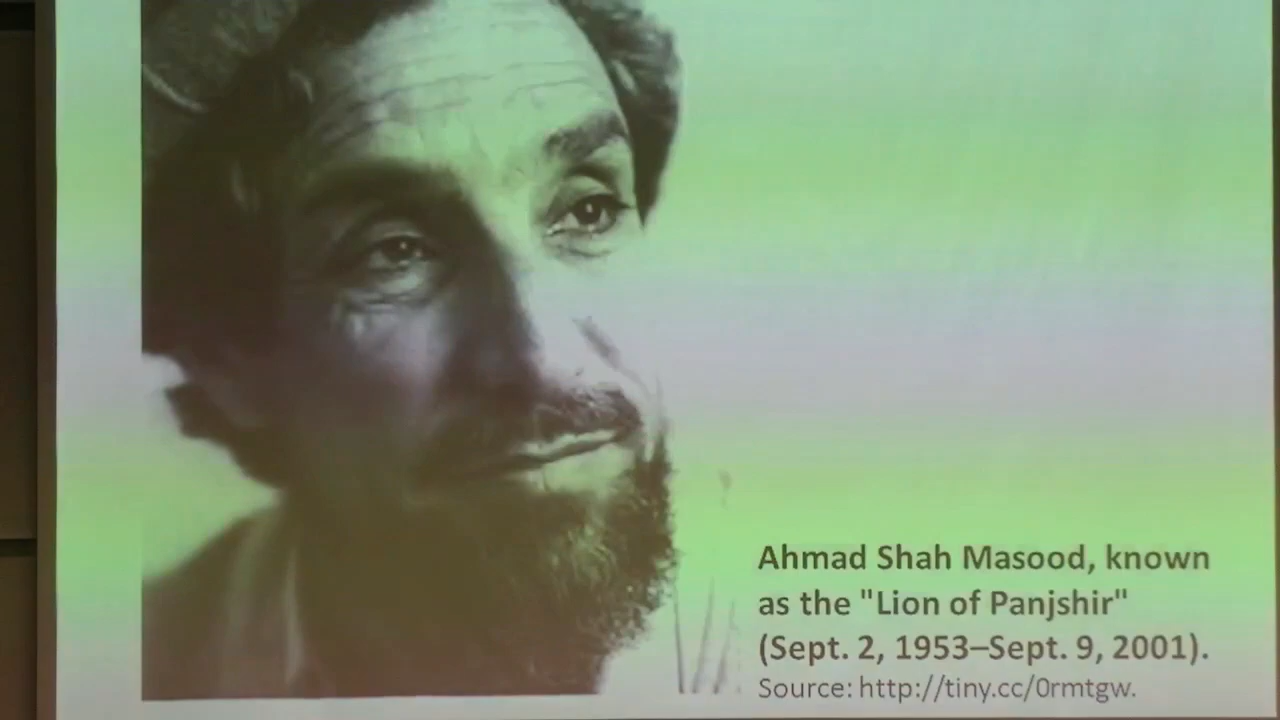 Ahmad Shah Masood, known
as the "Lion of Panjshir"
(Sept. 2, 1953–Sept. 9, 2001).
Source: http://tiny.cc/0rmtgw.